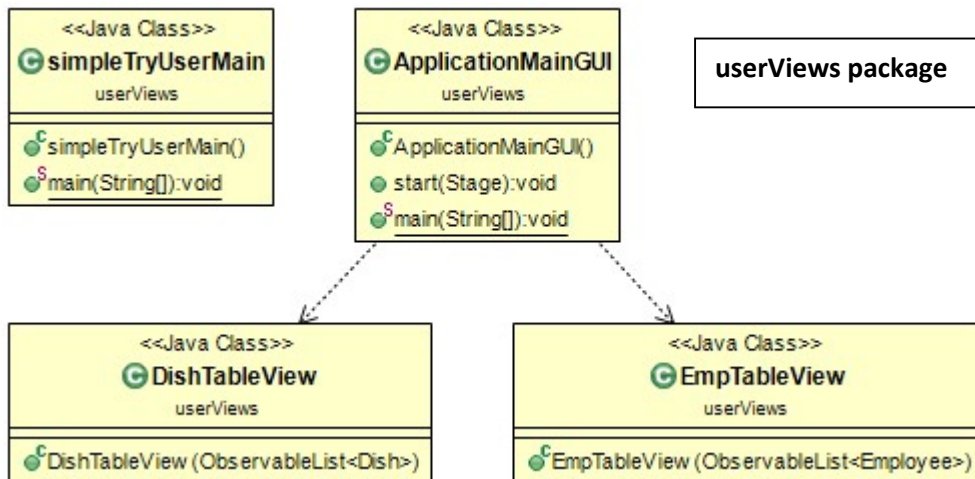 <<Java Class>>
simpleTryUserMain
userViews
simpleTryUserMain()
main(String[]):void
<<Java Class>>
ApplicationMainGUI
userViews
ApplicationMainGUI()
start(Stage):void
main(String[]):void
userViews package
<<Java Class>>
DishTableView
userViews
DishTableView (ObservableList<Dish>)
<<Java Class>>
EmpTableView
userViews
EmpTableView (ObservableList<Employee>)